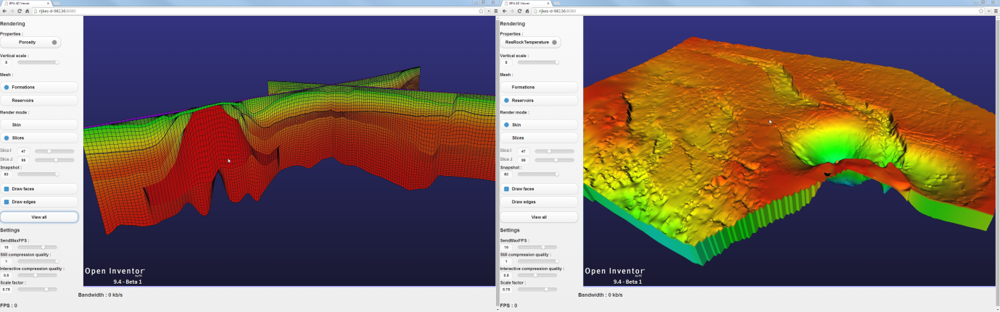 BPA 4D Viewer
rijkes-d-98136:8080
Rendering
Properties :
Porosity
Vertical scale :
5
Mesh :
Formations
Reservoirs
Render mode :
Skin
Slices
Slice I:
47
Slice J:
99
Snapshot :
83
Draw faces
Draw edges
View all
Settings
SendMaxFPS :
10
Still compression quality :
1
Interactive compression quality :
0.5
Scale factor :
0.75
FPS : 0
Open Inventor
by FEI
9.4 - Beta 1
Bandwidth : 0 kb/s
BPA 4D Viewer
rijkes-d-98136:8080
Rendering
Properties :
ResRockTemperature
Vertical scale :
5
Mesh :
Formations
Reservoirs
Render mode :
Skin
Slices
Slice I:
47
Slice J:
99
Snapshot :
83
Draw faces
Draw edges
View all
Settings
SendMaxFPS :
10
Still compression quality :
1
Interactive compression quality :
0.5
Scale factor :
0.75
FPS : 0
Open Inventor
by FEI
9.4 - Beta 1
Bandwidth : 0 kb/s